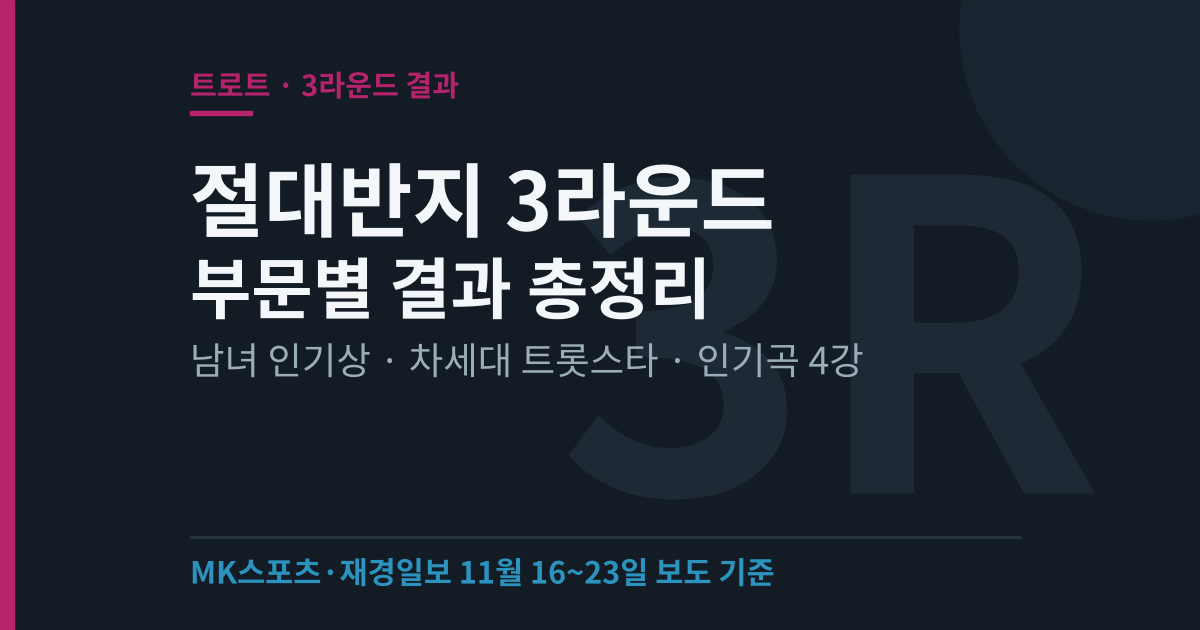 트로트 · 3라운드 결과
절대반지 3라운드
부문별 결과 총정리
남녀 인기상 · 차세대 트롯스타 · 인기곡 4강
3R
MK스포츠·재경일보 11월 16~23일 보도 기준